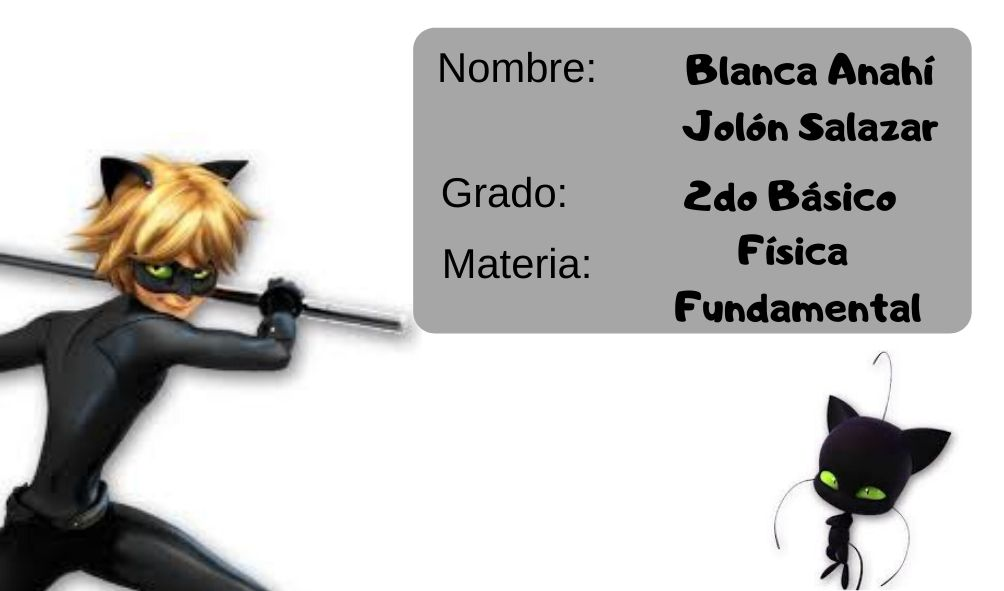 Nombre: Blanca Anahí
Jolón Salazar
Grado: 2do Básico
Materia: Física
Fundamental